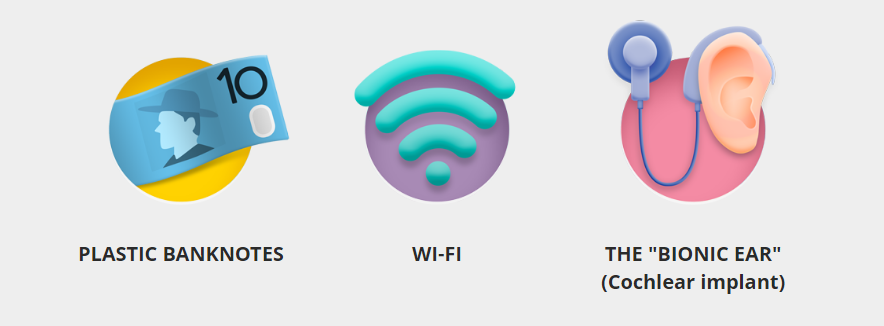 10
PLASTIC BANKNOTES
WI-FI
THE "BIONIC EAR"
(Cochlear implant)